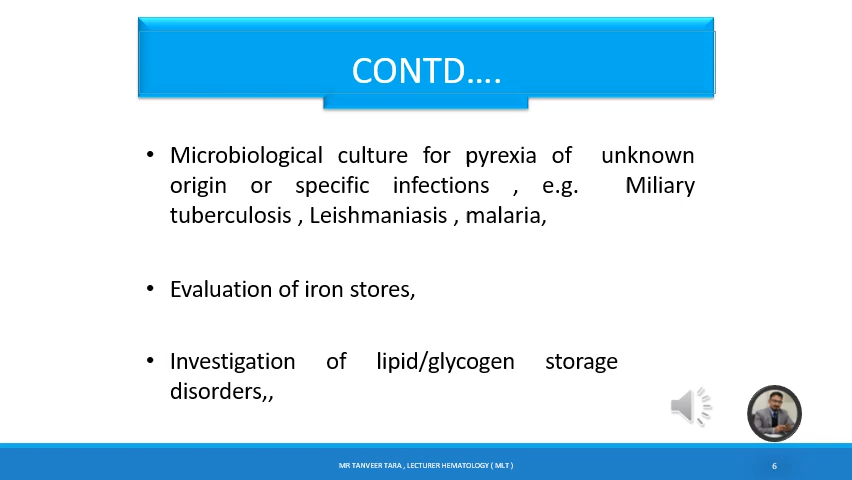 CONTD....
• Microbiological culture for pyrexia of unknown
origin or specific infections , e.g. Miliary
tuberculosis , Leishmaniasis , malaria,
• Evaluation of iron stores,
• Investigation of lipid/glycogen storage
disorders,,
MR TANVEER TARA , LECTURER HEMATOLOGY ( MLT )
6